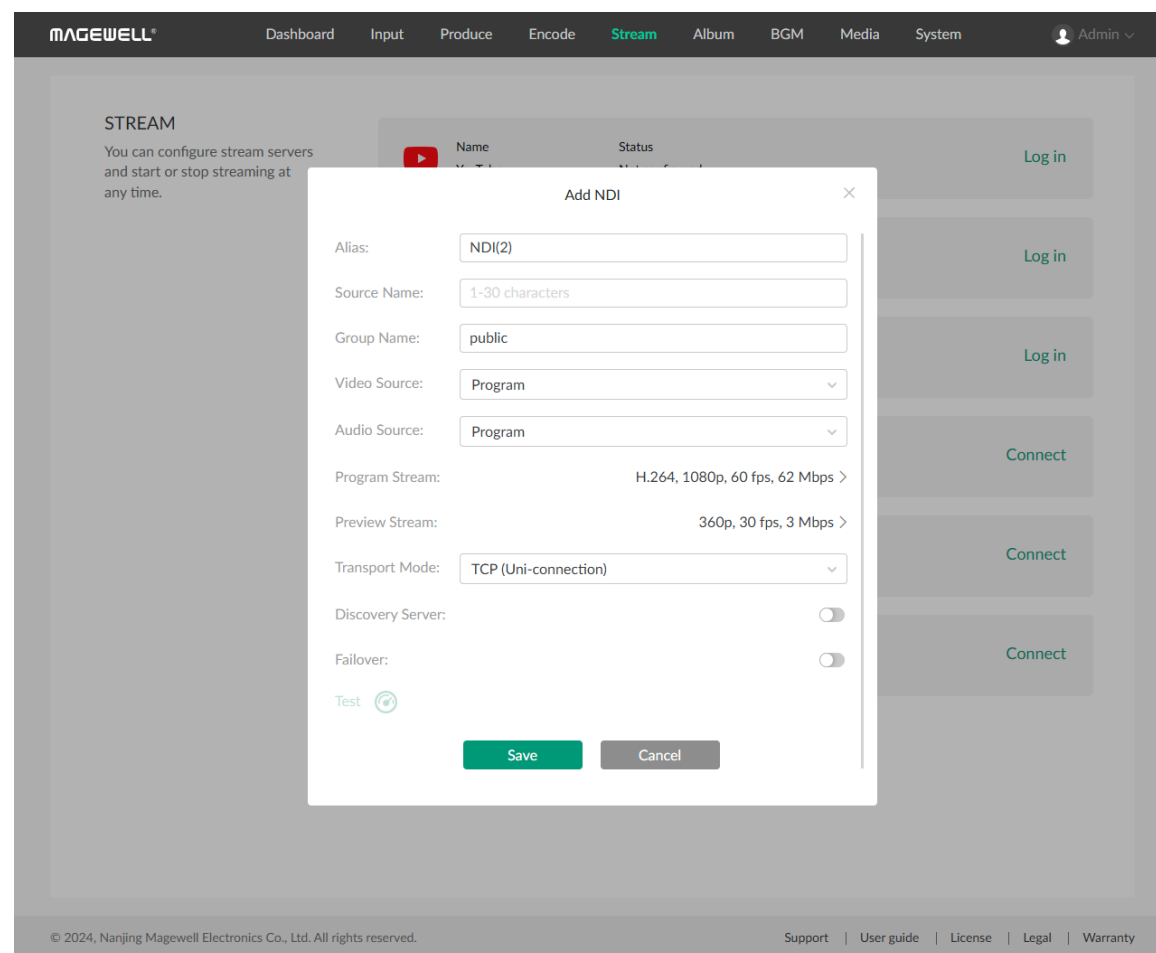 MAGEWELL®
Dashboard Input Produce Encode Stream Album BGM Media System Admin
STREAM
You can configure stream servers
and start or stop streaming at
any time.
Name Status
Log in
Log in
Log in
Connect
Connect
Connect
Add NDI
Alias: NDI(2)
Source Name: 1-30 characters
Group Name: public
Video Source: Program
Audio Source: Program
Program Stream: H.264, 1080p, 60 fps, 62 Mbps >
Preview Stream: 360p, 30 fps, 3 Mbps >
Transport Mode: TCP (Uni-connection)
Discovery Server:
Failover:
Test
Save Cancel
© 2024, Nanjing Magewell Electronics Co., Ltd. All rights reserved.
Support | User guide | License | Legal | Warranty